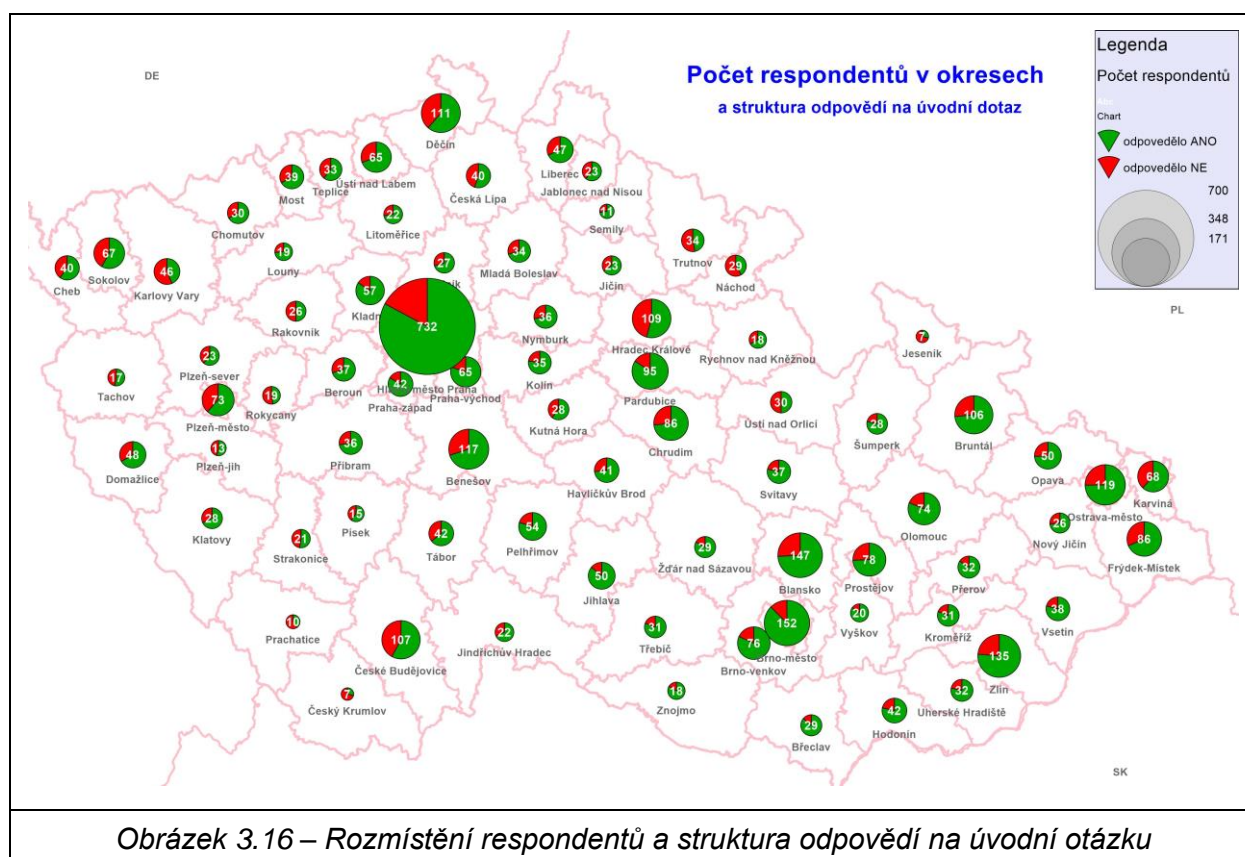 DE
Počet respondentů v okresech
a struktura odpovědí na úvodní dotaz
Legenda
Počet respondentů
Abc
Chart
odpovedělo ANO
odpovedělo NE
700
348
171
PL
SK
111
Děčín
65
Ústí nad Labem
33
Teplice
39
Most
40
Česká Lípa
47
Liberec
23
Jablonec nad Nisou
30
Chomutov
22
Litoměřice
11
Semily
34
Trutnov
29
Náchod
40
Cheb
67
Sokolov
46
Karlovy Vary
19
Louny
27
34
Mladá Boleslav
23
Jičín
57
26
Rakovník
732
Hlavní město Praha
36
Nymburk
109
Hradec Králové
18
Rychnov nad Kněžnou
7
Jeseník
17
Tachov
23
Plzeň-sever
73
Plzeň-město
19
Rokycany
37
Beroun
42
Praha-západ
65
Praha-východ
35
Kolín
95
Pardubice
28
Kutná Hora
86
Chrudim
30
Ústí nad Orlicí
28
Šumperk
106
Bruntál
50
Opava
119
Ostrava-město
68
Karviná
48
Domažlice
13
Plzeň-jih
36
Příbram
117
Benešov
41
Havlíčkův Brod
37
Svitavy
74
Olomouc
26
Nový Jičín
86
Frýdek-Místek
28
Klatovy
21
Strakonice
15
Písek
42
Tábor
54
Pelhřimov
29
Žďár nad Sázavou
147
Blansko
78
Prostějov
32
Přerov
50
Jihlava
10
Prachatice
107
České Budějovice
22
Jindřichův Hradec
31
Třebíč
76
Brno-venkov
152
Brno-město
20
Vyškov
31
Kroměříž
38
Vsetín
135
Zlín
7
Český Krumlov
18
Znojmo
29
Břeclav
42
Hodonín
32
Uherské Hradiště
Obrázek 3.16 – Rozmístění respondentů a struktura odpovědí na úvodní otázku